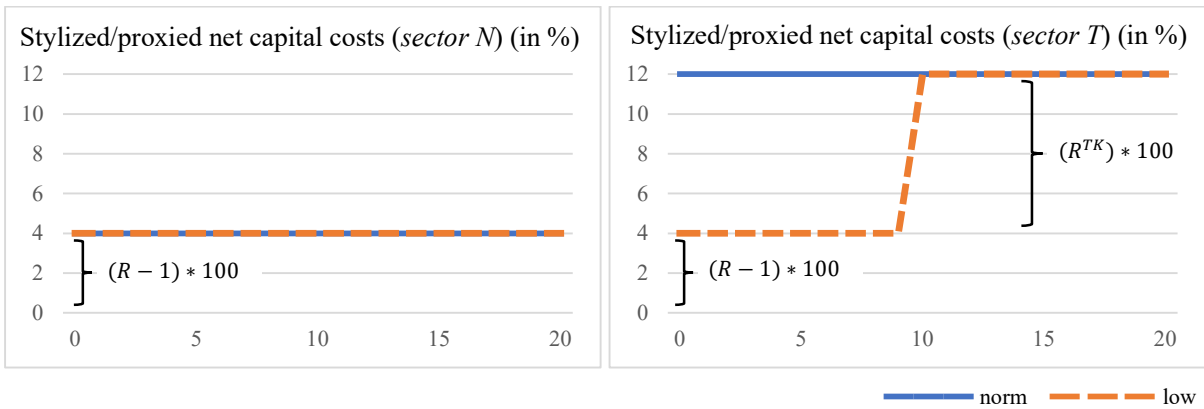 Stylized/proxied net capital costs (sector N) (in %)
12
10
8
6
4
2
0
(R − 1) ∗ 100
0 5 10 15 20
Stylized/proxied net capital costs (sector T) (in %)
12
10
8
6
4
2
0
(R^{TK}) ∗ 100
(R − 1) ∗ 100
0 5 10 15 20
norm low